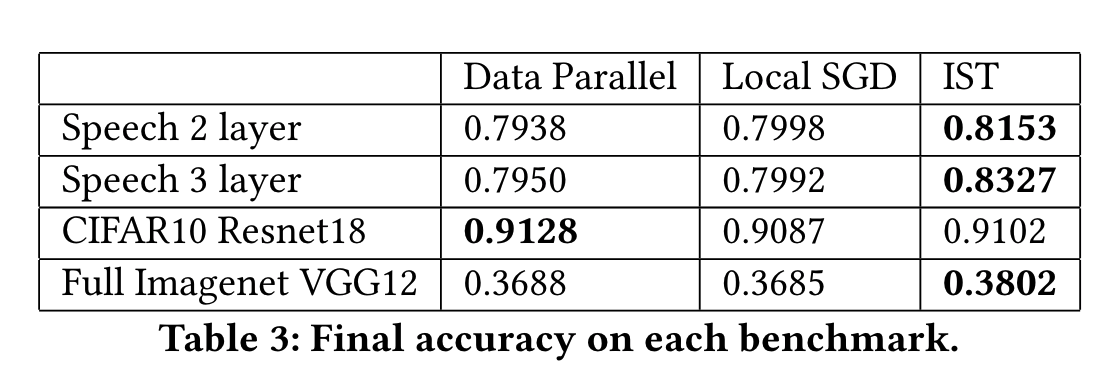 Data Parallel Local SGD IST
Speech 2 layer 0.7938 0.7998 0.8153
Speech 3 layer 0.7950 0.7992 0.8327
CIFAR10 Resnet18 0.9128 0.9087 0.9102
Full Imagenet VGG12 0.3688 0.3685 0.3802
Table 3: Final accuracy on each benchmark.